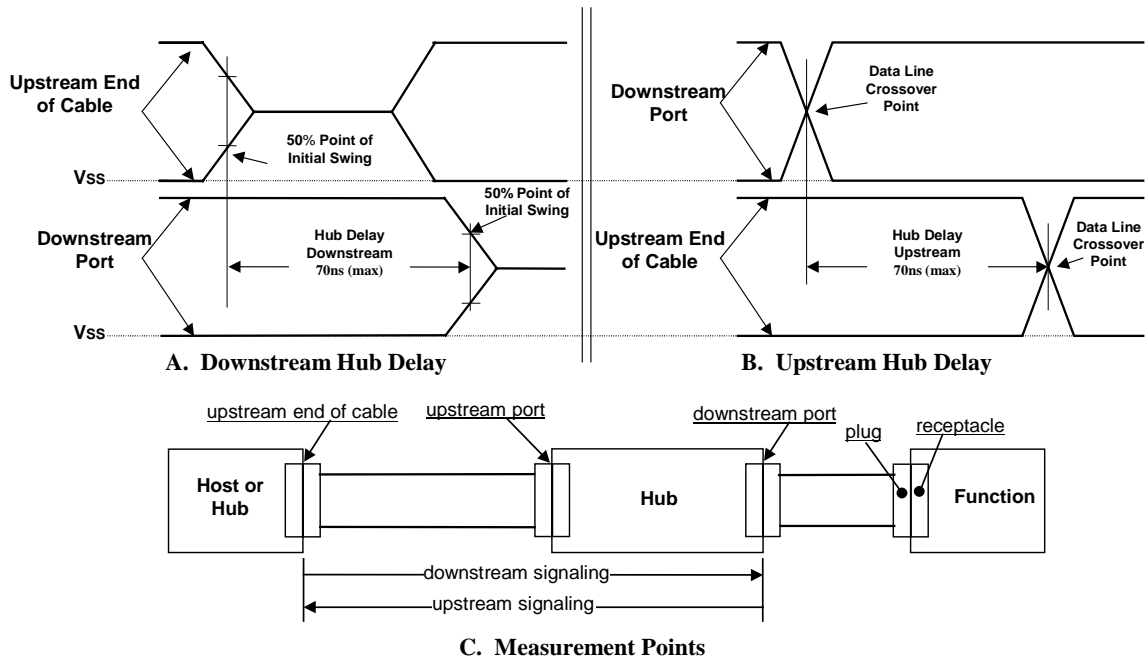 Upstream End
of Cable
50% Point of
Initial Swing
VSS
50% Point of
Initial Swing
Downstream
Port
Hub Delay
Downstream
70ns (max)
VSS
A. Downstream Hub Delay
Downstream
Port
Data Line
Crossover
Point
Upstream End
of Cable
Hub Delay
Upstream
70ns (max)
Data Line
Crossover
Point
B. Upstream Hub Delay
upstream end of cable
upstream port
downstream port
plug
receptacle
Host or
Hub
Hub
Function
downstream signaling
upstream signaling
C. Measurement Points